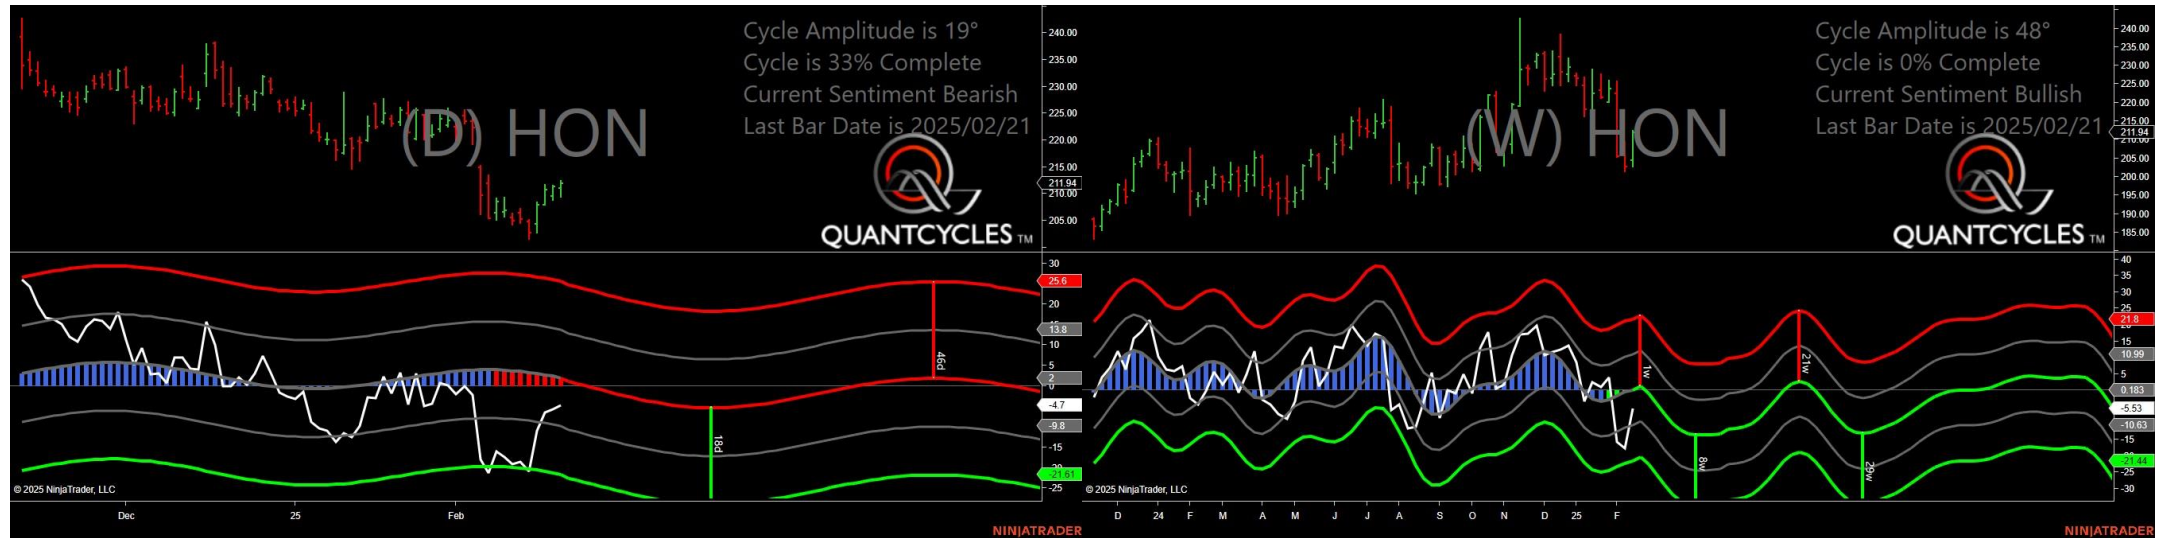 Cycle Amplitude is 19°
Cycle is 33% Complete
Current Sentiment Bearish
Last Bar Date is 2025/02/21
(D) HON
QUANTCYCLES TM
240.00
235.00
230.00
225.00
220.00
215.00
211.94
210.00
205.00
30
25.6
20
13.8
10
5
2
0
-4.7
-9.8
-15
-21.61
-25
46d
18d
© 2025 NinjaTrader, LLC
Dec
25
Feb
NINJATRADER
Cycle Amplitude is 48°
Cycle is 0% Complete
Current Sentiment Bullish
Last Bar Date is 2025/02/21
(W) HON
QUANTCYCLES TM
240.00
235.00
230.00
225.00
220.00
215.00
211.94
205.00
200.00
195.00
190.00
185.00
40
35
30
25
21.8
15
10.99
5
0.183
-5.53
-10.63
-15
-21.44
-25
-30
1w
21w
8w
29w
© 2025 NinjaTrader, LLC
D 24 F M A M J J A S O N D 25 F
NINJATRADER